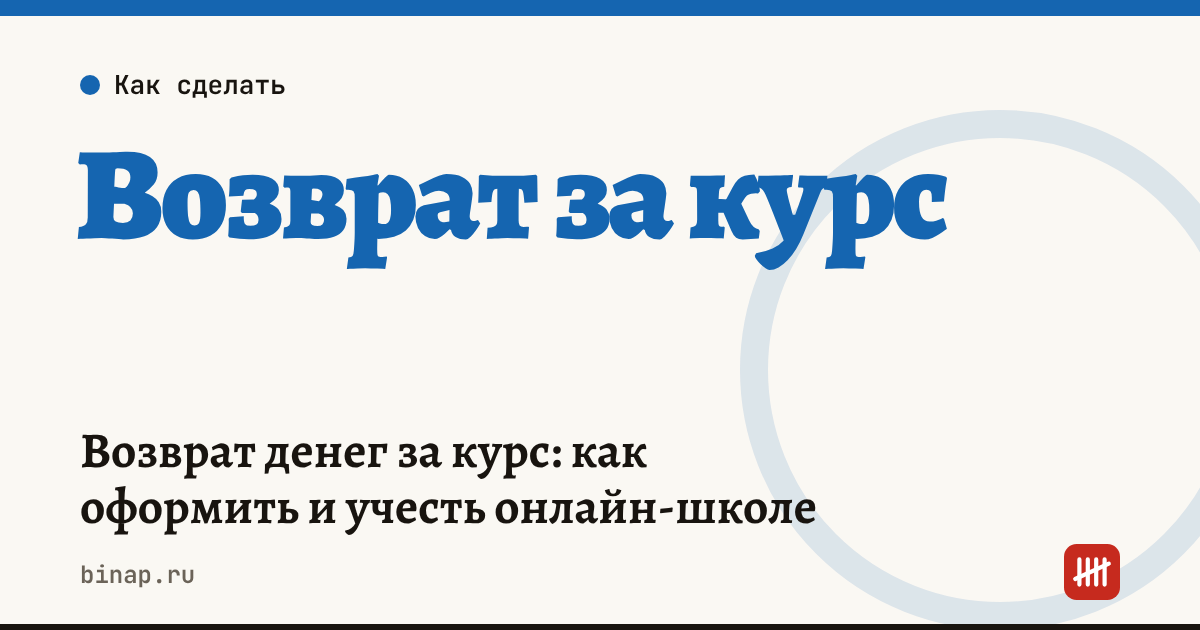 Как сделать
Возврат за курс
Возврат денег за курс: как
оформить и учесть онлайн-школе
binap.ru